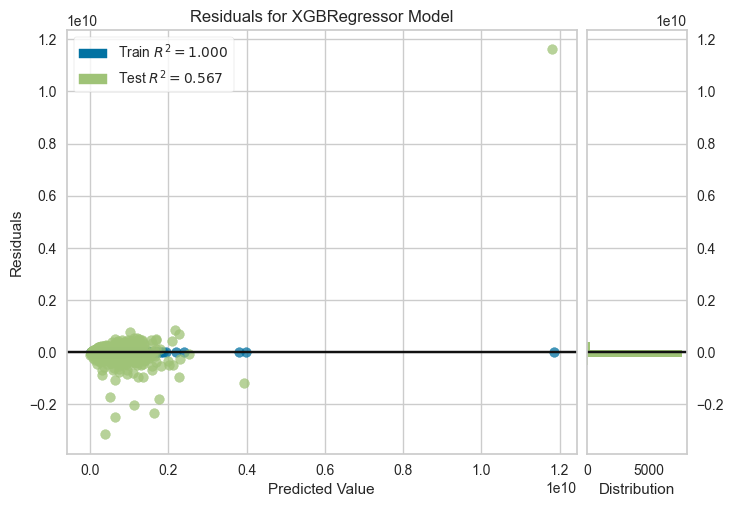 Residuals for XGBRegressor Model
1e10
1e10
Train R² = 1.000
Test R² = 0.567
1.2
1.0
0.8
0.6
0.4
0.2
0.0
−0.2
Residuals
0.0
0.2
0.4
0.6
0.8
1.0
1.2
1e10
Predicted Value
1.2
1.0
0.8
0.6
0.4
0.2
0.0
−0.2
0
5000
Distribution